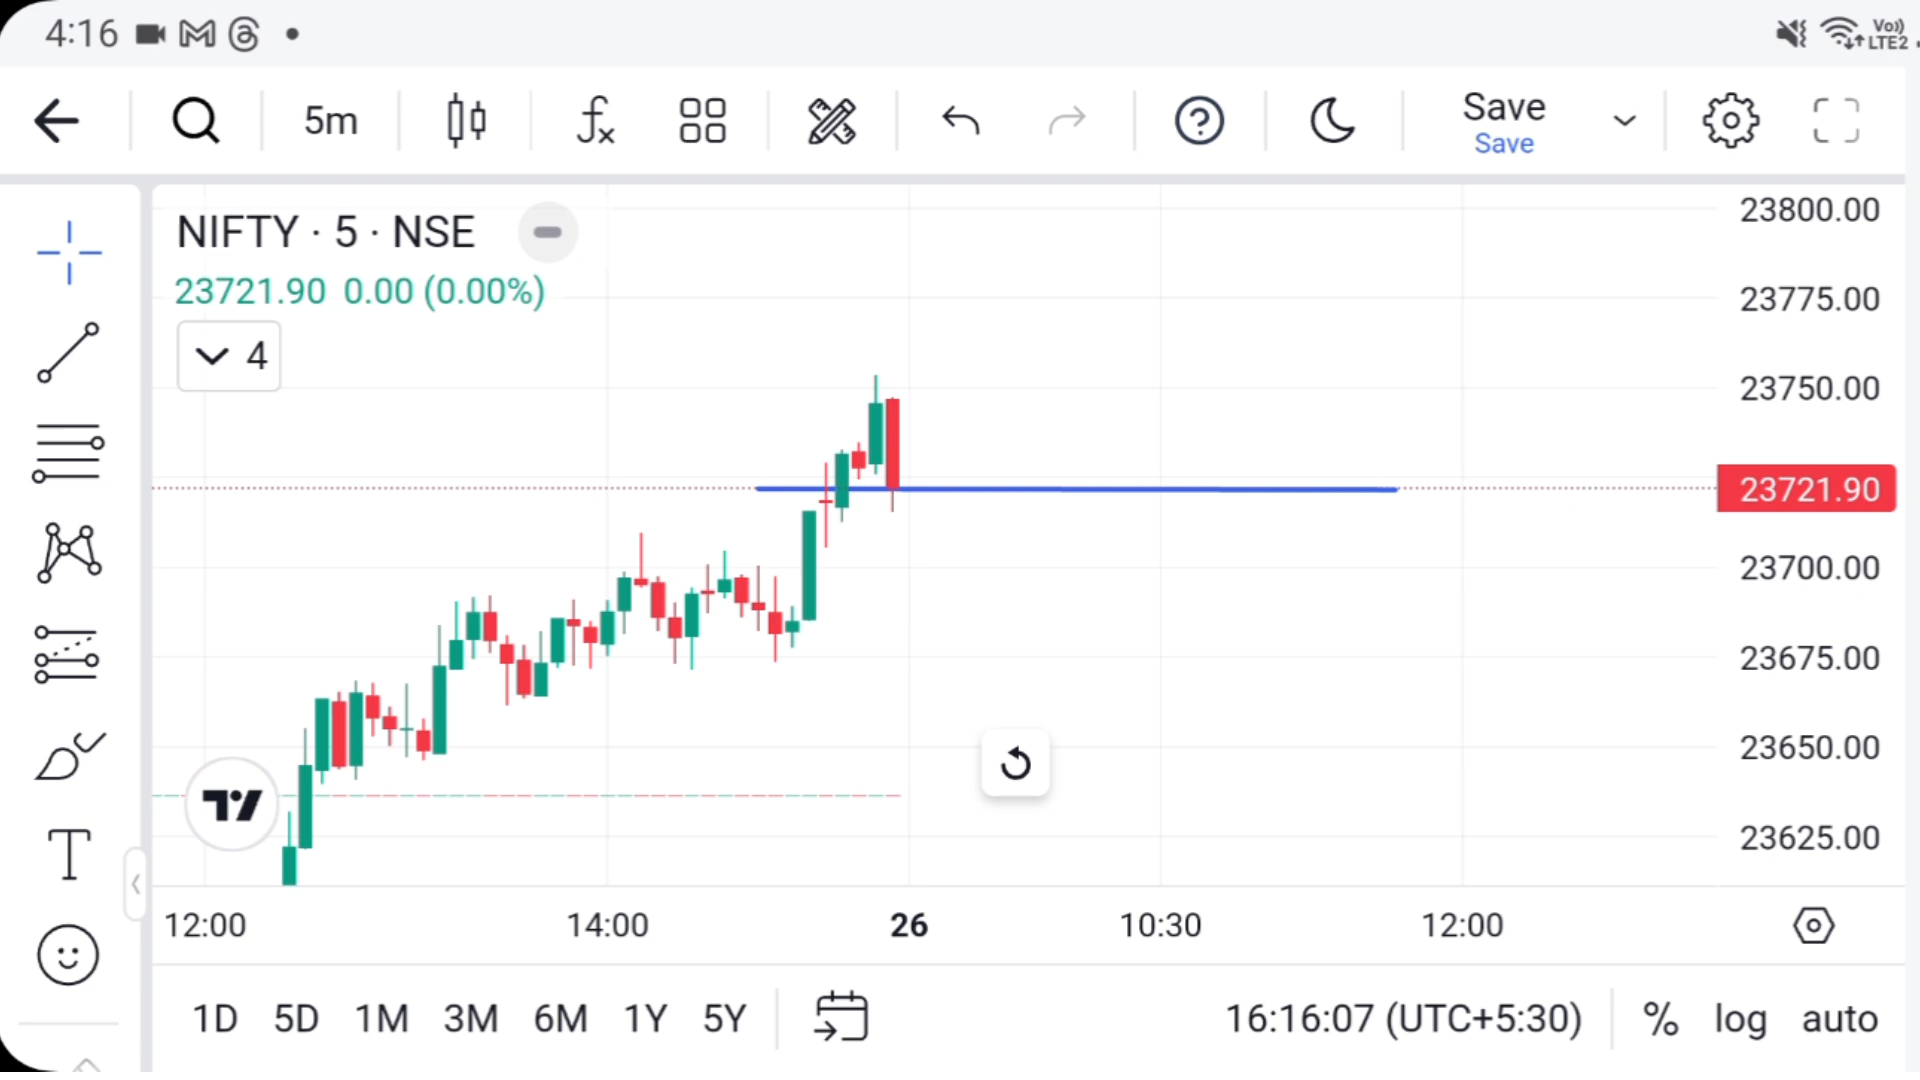 4:16
Vo)) LTE2
5m
Save
Save
NIFTY · 5 · NSE
23721.90 0.00 (0.00%)
4
23800.00
23775.00
23750.00
23721.90
23700.00
23675.00
23650.00
23625.00
12:00 14:00 26 10:30 12:00
1D 5D 1M 3M 6M 1Y 5Y 16:16:07 (UTC+5:30) % log auto